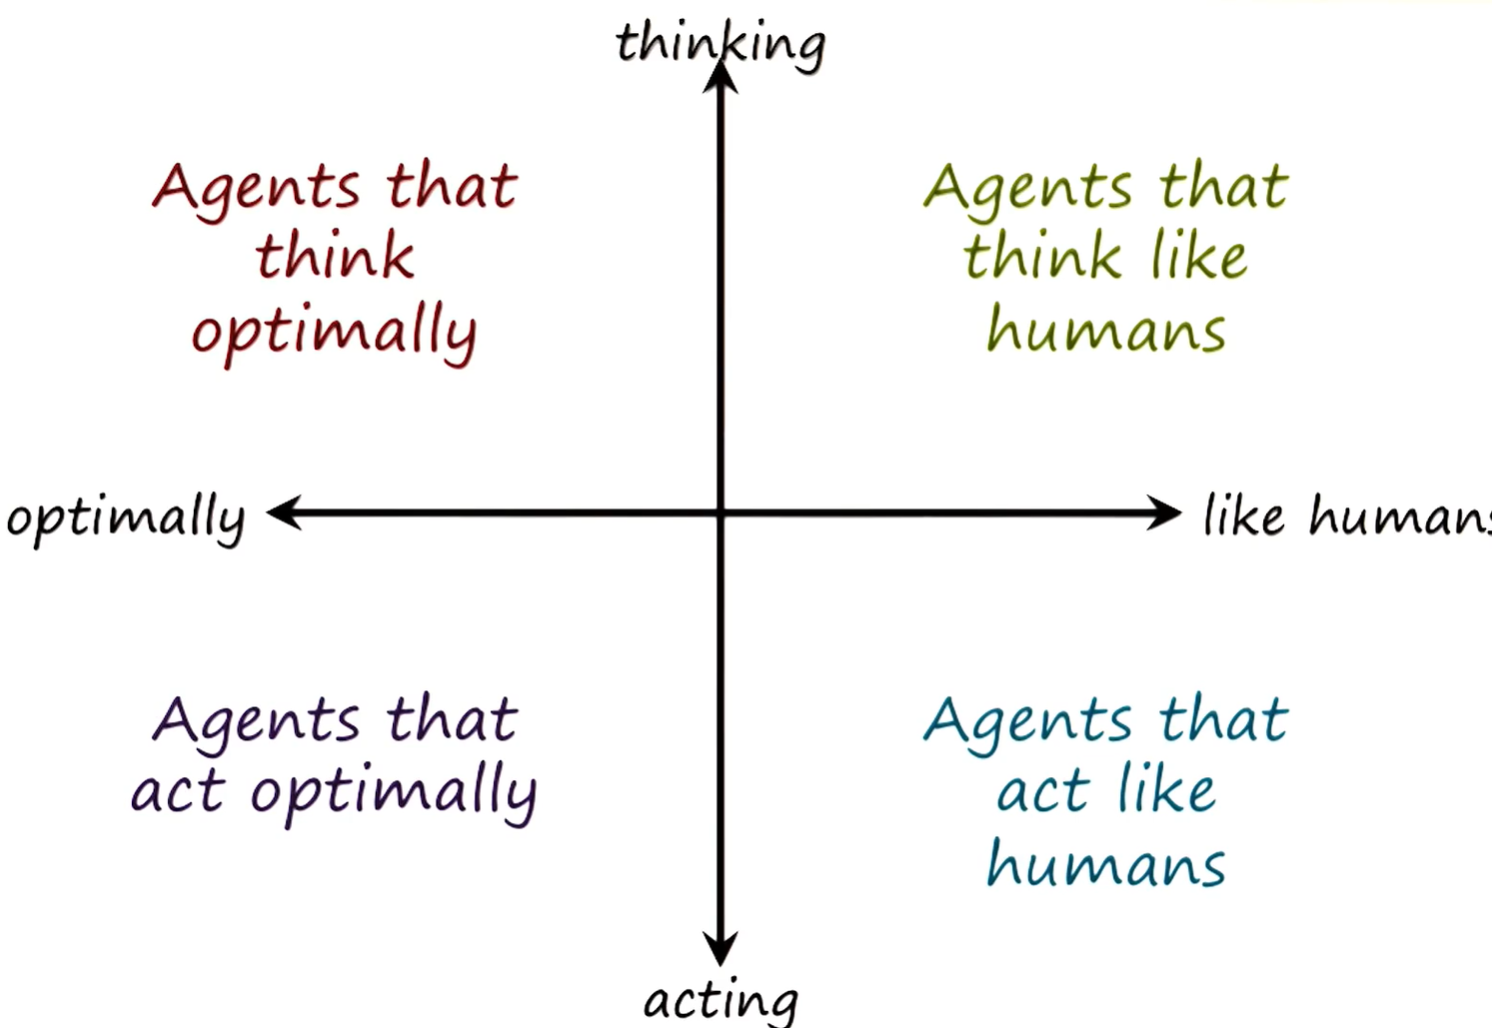 thinking
Agents that
think
optimally
Agents that
think like
humans
optimally
like humans
Agents that
act optimally
Agents that
act like
humans
acting